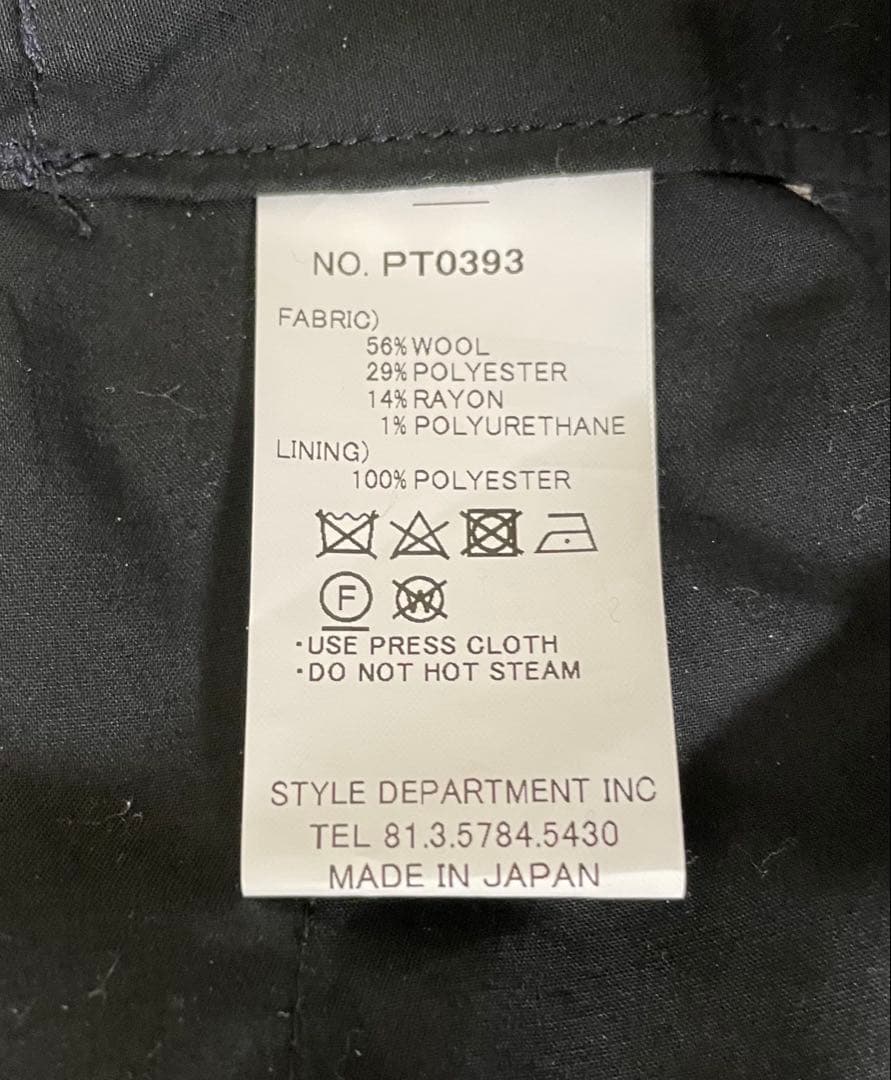 NO. PT0393
FABRIC)
56% WOOL
29% POLYESTER
14% RAYON
1% POLYURETHANE
LINING)
100% POLYESTER
F W
・USE PRESS CLOTH
・DO NOT HOT STEAM
STYLE DEPARTMENT INC
TEL 81.3.5784.5430
MADE IN JAPAN